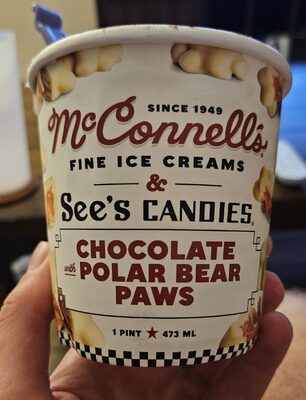 SINCE 1949
McConnell's
FINE ICE CREAMS
&
See's CANDIES®
CHOCOLATE
with POLAR BEAR
PAWS
1 PINT ★ 473 ML